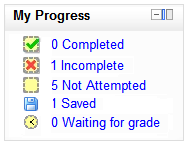 My Progress
0 Completed
1 Incomplete
5 Not Attempted
1 Saved
0 Waiting for grade